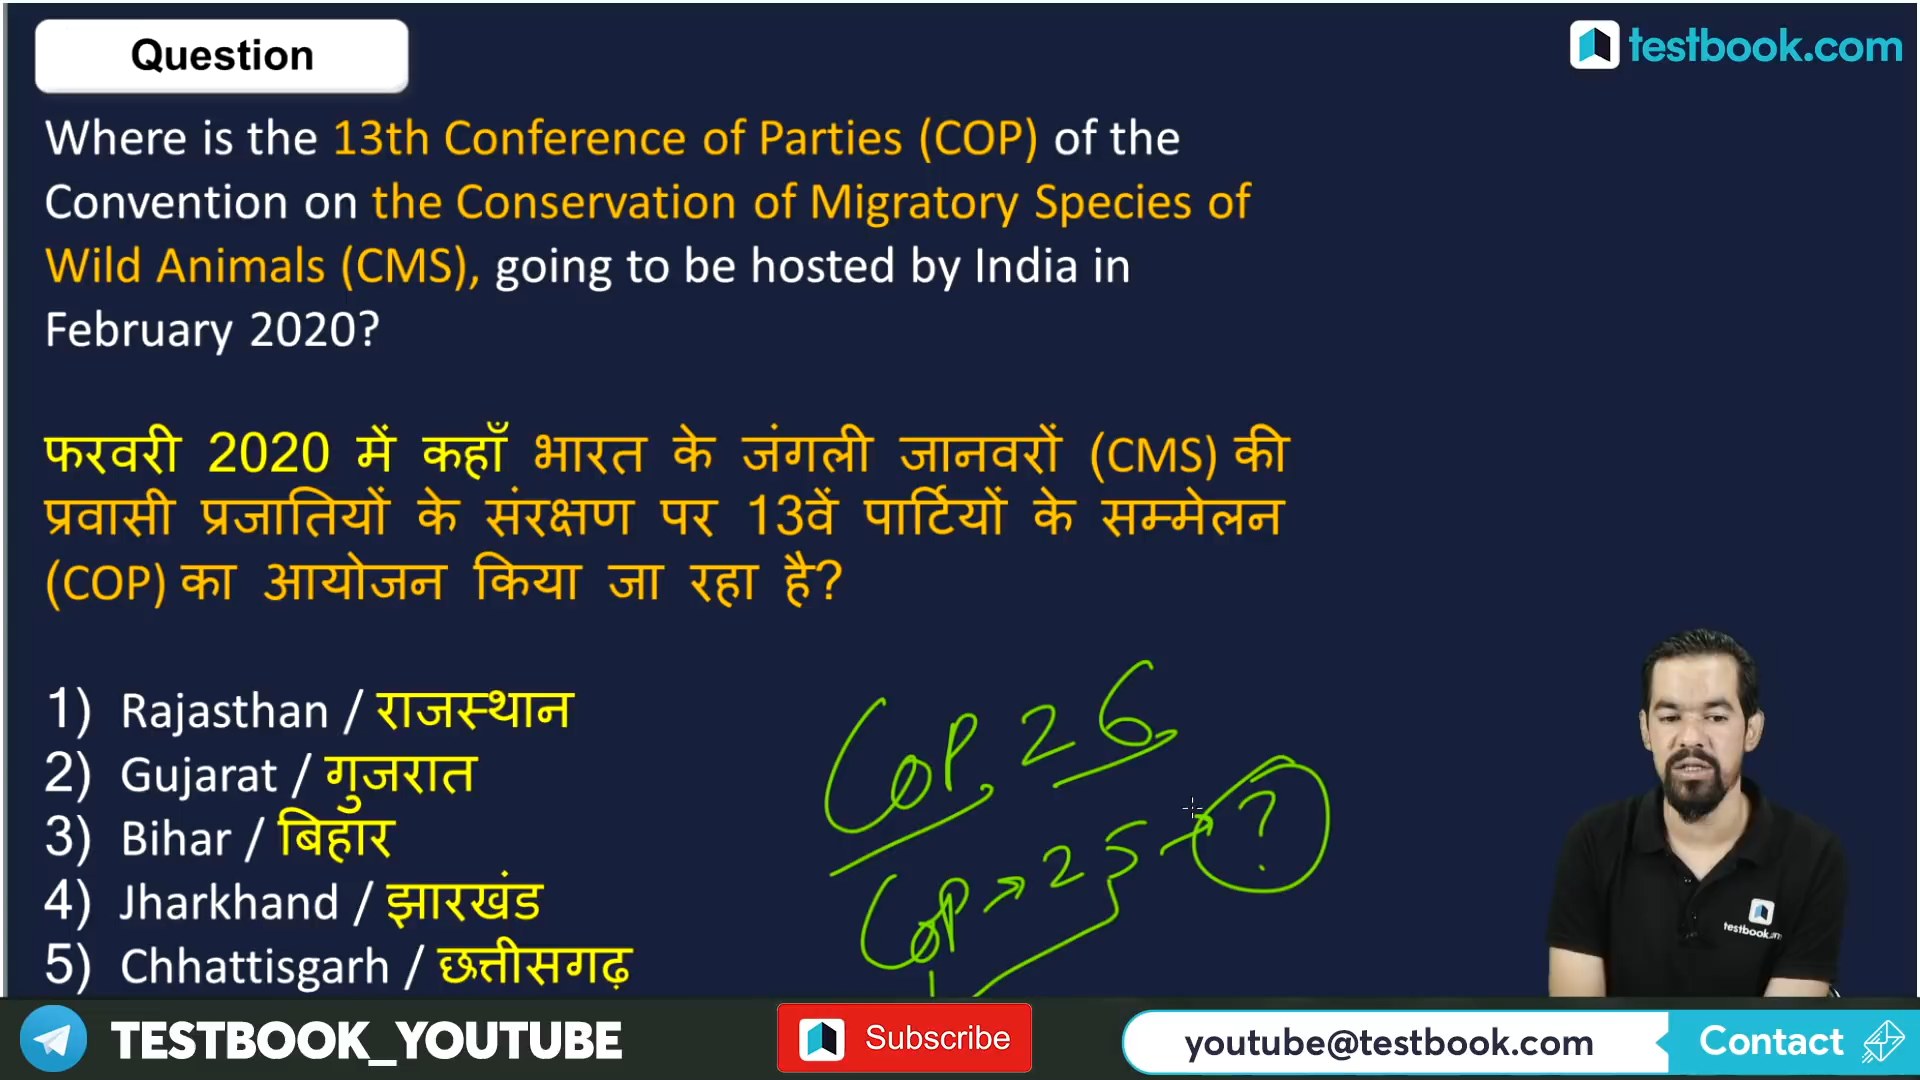 Question
testbook.com
Where is the 13th Conference of Parties (COP) of the
Convention on the Conservation of Migratory Species of
Wild Animals (CMS), going to be hosted by India in
February 2020?
फरवरी 2020 में कहाँ भारत के जंगली जानवरों (CMS) की
प्रवासी प्रजातियों के संरक्षण पर 13वें पार्टियों के सम्मेलन
(COP) का आयोजन किया जा रहा है?
1) Rajasthan / राजस्थान
2) Gujarat / गुजरात
3) Bihar / बिहार
4) Jharkhand / झारखंड
5) Chhattisgarh / छत्तीसगढ़
COP 26
COP → 25 → ?
testbook.com
TESTBOOK_YOUTUBE
Subscribe
youtube@testbook.com
Contact